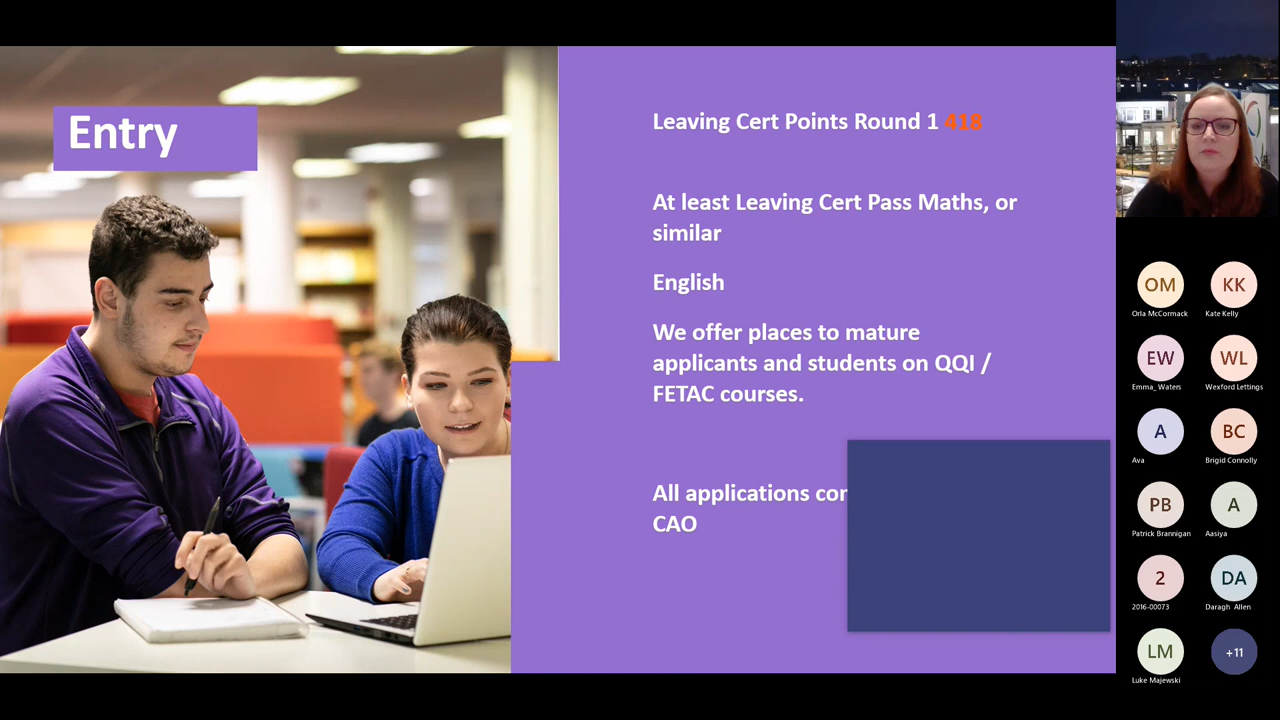 Entry
Leaving Cert Points Round 1 418
At least Leaving Cert Pass Maths, or
similar
English
We offer places to mature
applicants and students on QQI /
FETAC courses.
All applications
CAO
OM
KK
Orla McCormack
Kate Kelly
EW
WL
Emma_ Waters
Wexford Lettings
A
BC
Ava
Brigid Connolly
PB
A
Patrick Brannigan
Aasiya
2
DA
2016-00073
Daragh Allen
LM
+11
Luke Majewski